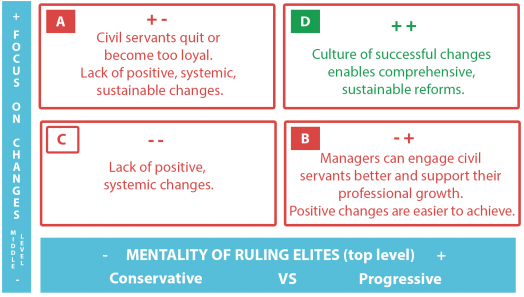 +
FOCUS ON CHANGES
MIDDLE
LEVEL
-
A
+ -
Civil servants quit or
become too loyal.
Lack of positive, systemic,
sustainable changes.
D
+ +
Culture of successful changes
enables comprehensive,
sustainable reforms.
C
- -
Lack of positive,
systemic changes.
B
- +
Managers can engage civil
servants better and support their
professional growth.
Positive changes are easier to achieve.
- MENTALITY OF RULING ELITES (top level) +
Conservative VS Progressive